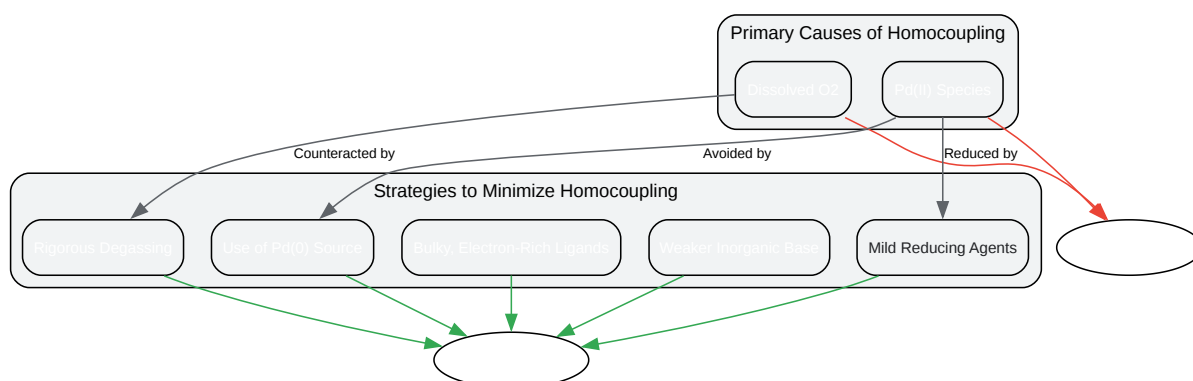 Primary Causes of Homocoupling
Dissolved O2
Pd(II) Species
Counteracted by
Avoided by
Reduced by
Strategies to Minimize Homocoupling
Rigorous Degassing
Use of Pd(0) Source
Bulky, Electron-Rich Ligands
Weaker Inorganic Base
Mild Reducing Agents